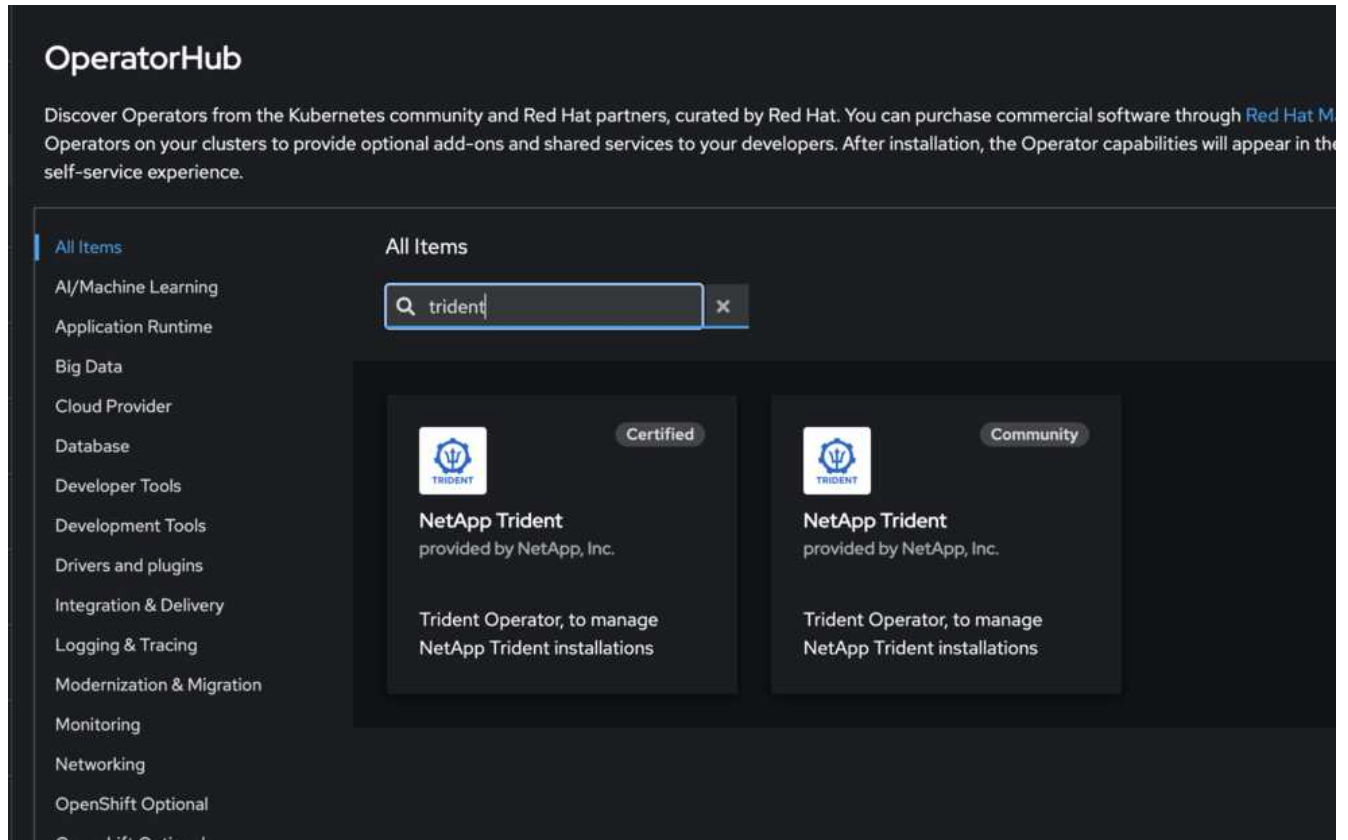 OperatorHub
Discover Operators from the Kubernetes community and Red Hat partners, curated by Red Hat. You can purchase commercial software through Red Hat
Operators on your clusters to provide optional add-ons and shared services to your developers. After installation, the Operator capabilities will appear in the
self-service experience.
All Items
AI/Machine Learning
Application Runtime
Big Data
Cloud Provider
Database
Developer Tools
Development Tools
Drivers and plugins
Integration & Delivery
Logging & Tracing
Modernization & Migration
Monitoring
Networking
OpenShift Optional
All Items
trident
Certified
TRIDENT
NetApp Trident
provided by NetApp, Inc.
Trident Operator, to manage
NetApp Trident installations
Community
TRIDENT
NetApp Trident
provided by NetApp, Inc.
Trident Operator, to manage
NetApp Trident installations